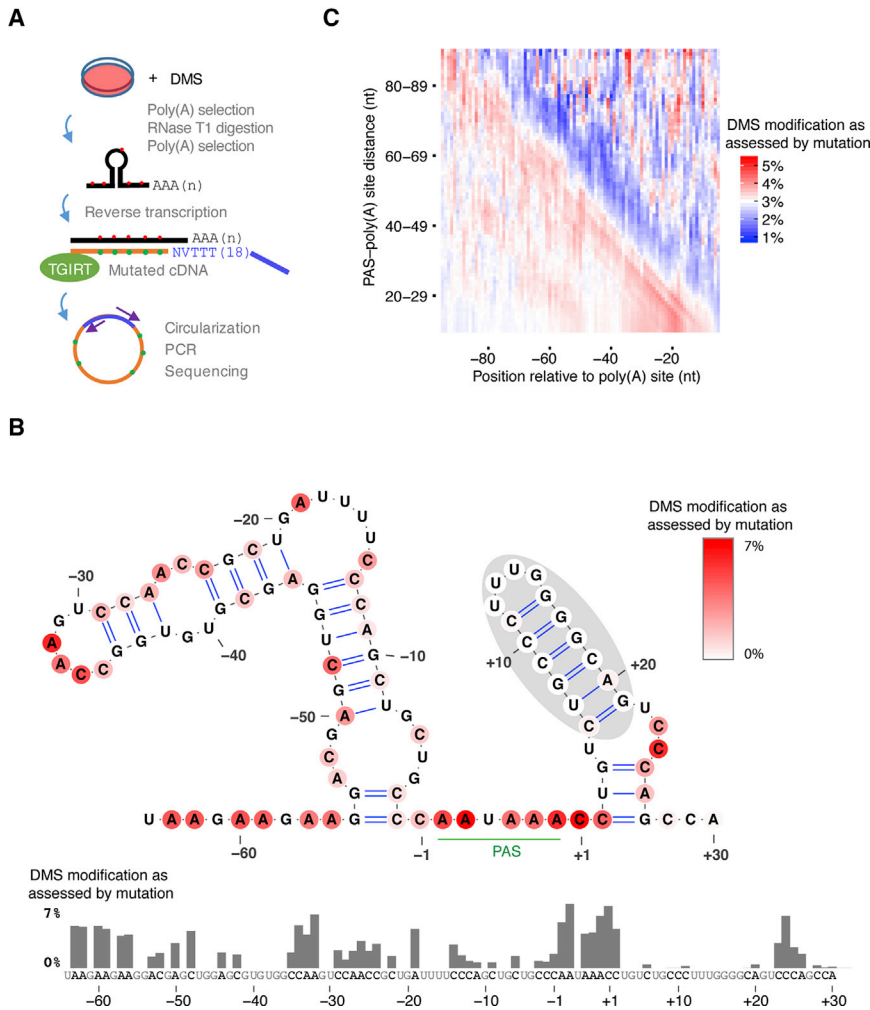 A
+ DMS
Poly(A) selection
RNase T1 digestion
Poly(A) selection
AAA(n)
Reverse transcription
AAA(n)
NVTTT(18)
TGIRT
Mutated cDNA
Circularization
PCR
Sequencing
C
PAS–poly(A) site distance (nt)
80–89
60–69
40–49
20–29
−80
−60
−40
−20
Position relative to poly(A) site (nt)
DMS modification as
assessed by mutation
5%
4%
3%
2%
1%
B
−20
−30
−40
−50
−10
−60
−1
PAS
+1
+10
+20
+30
U A A G A A G A A G
G A C G A G C U G G A G C G U G U G G C C A A G U C C A A C C G C U G A U U U U C C C A G C U G C U G C
C C A A U A A A C C
U G U C U G C C C U U U G G G G C A G U C C C A
G C C A
DMS modification as
assessed by mutation
7%
0%
DMS modification as
assessed by mutation
7%
0%
UAAGAAGAAGGACGAGCUGGAGCGUGUGGCCAAGUCCAACCGCUGAUUUUCCCAGCUGCUGCCCAAUAAACCUGUCUGCCCUUUGGGGCAGUCCCAGCCA
−60
−50
−40
−30
−20
−10
−1
+1
+10
+20
+30